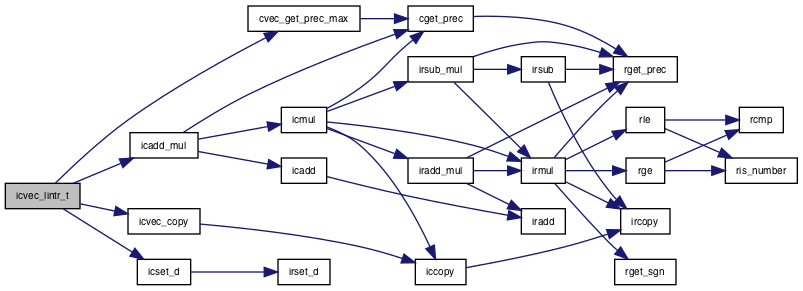 icvec_lintr_t
cvec_get_prec_max
icadd_mul
icvec_copy
icset_d
icmul
icadd
irset_d
cget_prec
irsub_mul
iradd_mul
iccopy
irsub
irmul
iradd
rget_prec
rle
rge
ircopy
rget_sgn
rcmp
ris_number